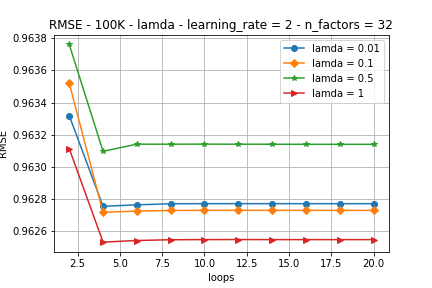 RMSE - 100K - lamda - learning_rate = 2 - n_factors = 32
0.9638
0.9636
0.9634
0.9632
0.9630
0.9628
0.9626
RMSE
lamda = 0.01
lamda = 0.1
lamda = 0.5
lamda = 1
2.5 5.0 7.5 10.0 12.5 15.0 17.5 20.0
loops